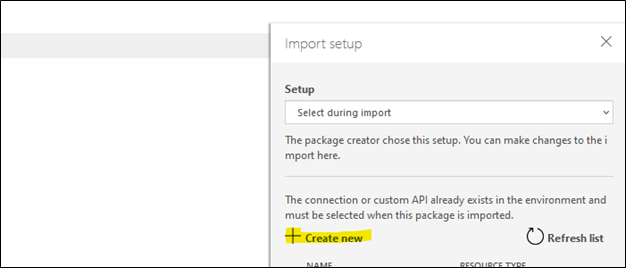 Import setup
Setup
Select during import
The package creator chose this setup. You can make changes to the i
mport here.
The connection or custom API already exists in the environment and
must be selected when this package is imported.
Create new
Refresh list
NAME
RESOURCE TYPE